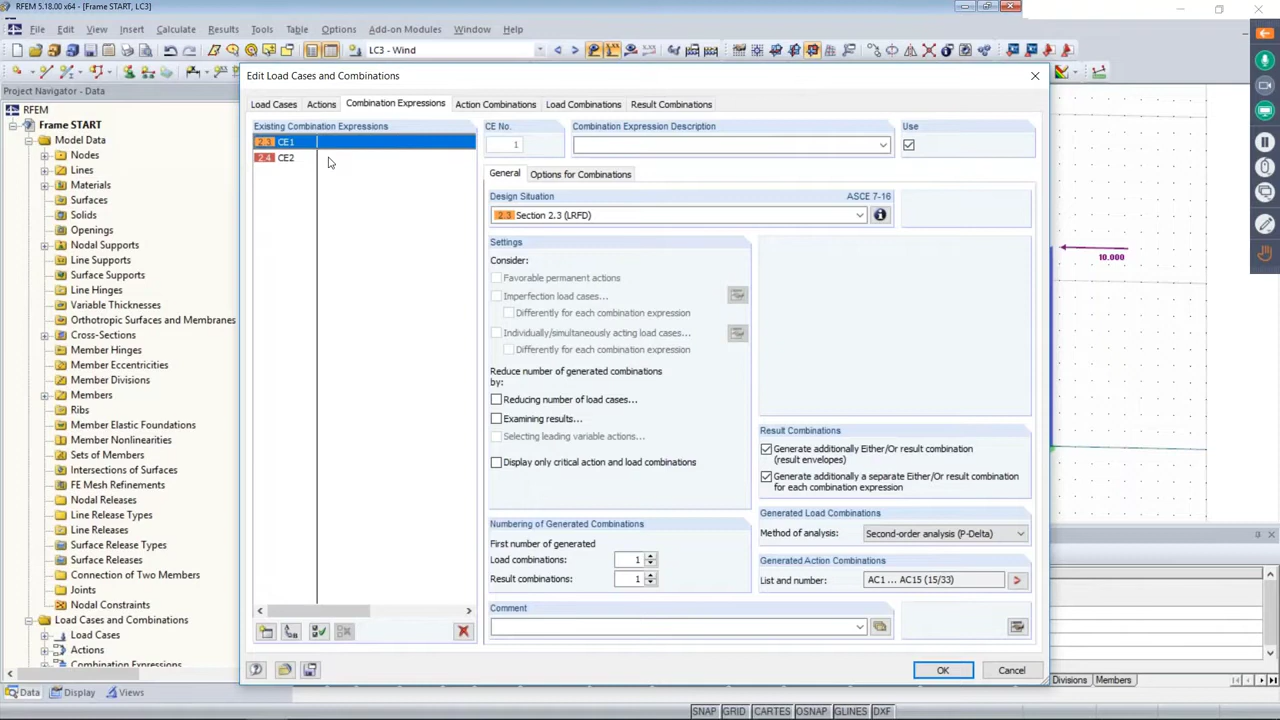 RFEM 5.18.00 x64 - [Frame START, LC3]
File Edit View Insert Calculate Results Tools Table Options Add-on Modules Window Help
LC3 - Wind
Project Navigator - Data
RFEM
Frame START
Model Data
Nodes
Lines
Materials
Surfaces
Solids
Openings
Nodal Supports
Line Supports
Surface Supports
Line Hinges
Variable Thicknesses
Orthotropic Surfaces and Membranes
Cross-Sections
Member Hinges
Member Eccentricities
Member Divisions
Members
Ribs
Member Elastic Foundations
Member Nonlinearities
Sets of Members
Intersections of Surfaces
FE Mesh Refinements
Nodal Releases
Line Release Types
Line Releases
Surface Release Types
Surface Releases
Connection of Two Members
Joints
Nodal Constraints
Load Cases and Combinations
Load Cases
Actions
Combination Expressions
Data Display Views
Edit Load Cases and Combinations
Load Cases Actions Combination Expressions Action Combinations Load Combinations Result Combinations
Existing Combination Expressions
2.3 CE1
2.4 CE2
CE No.
1
Combination Expression Description
Use
General Options for Combinations
Design Situation ASCE 7-16
2.3 Section 2.3 (LRFD)
Settings
Consider:
Favorable permanent actions
Imperfection load cases...
Differently for each combination expression
Individually/simultaneously acting load cases...
Differently for each combination expression
Reduce number of generated combinations
by:
Reducing number of load cases...
Examining results...
Selecting leading variable actions...
Display only critical action and load combinations
Numbering of Generated Combinations
First number of generated
Load combinations: 1
Result combinations: 1
Result Combinations
Generate additionally Either/Or result combination
(result envelopes)
Generate additionally a separate Either/Or result combination
for each combination expression
Generated Load Combinations
Method of analysis: Second-order analysis (P-Delta)
Generated Action Combinations
List and number: AC1 ... AC15 (15/33)
Comment
OK Cancel
10.000
Divisions Members
SNAP GRID CARTES OSNAP GLINES DXF